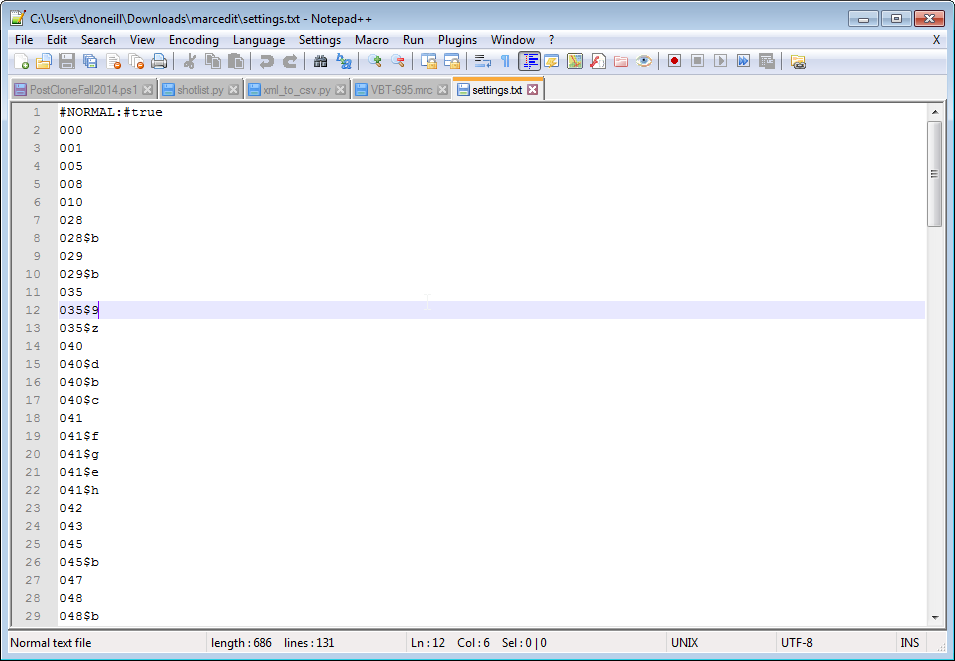 C:\Users\dnoneill\Downloads\marcedit\settings.txt - Notepad++
File Edit Search View Encoding Language Settings Macro Run Plugins Window ? X
PostCloneFall2014.ps1 shotlist.py xml_to_csv.py VBT-695.mrc settings.txt
1 #NORMAL:#true
2 000
3 001
4 005
5 008
6 010
7 028
8 028$b
9 029
10 029$b
11 035
12 035$9
13 035$z
14 040
15 040$d
16 040$b
17 040$c
18 041
19 041$f
20 041$g
21 041$e
22 041$h
23 042
24 043
25 045
26 045$b
27 047
28 048
29 048$b
Normal text file length : 686 lines : 131 Ln : 12 Col : 6 Sel : 0 | 0 UNIX UTF-8 INS